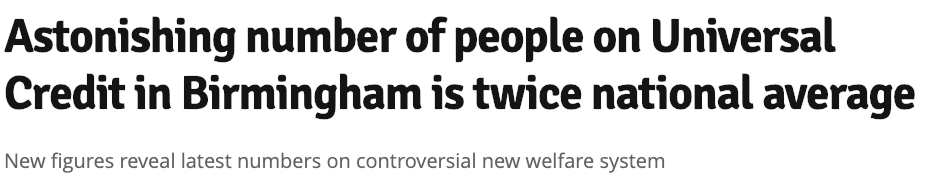 Astonishing number of people on Universal
Credit in Birmingham is twice national average
New figures reveal latest numbers on controversial new welfare system